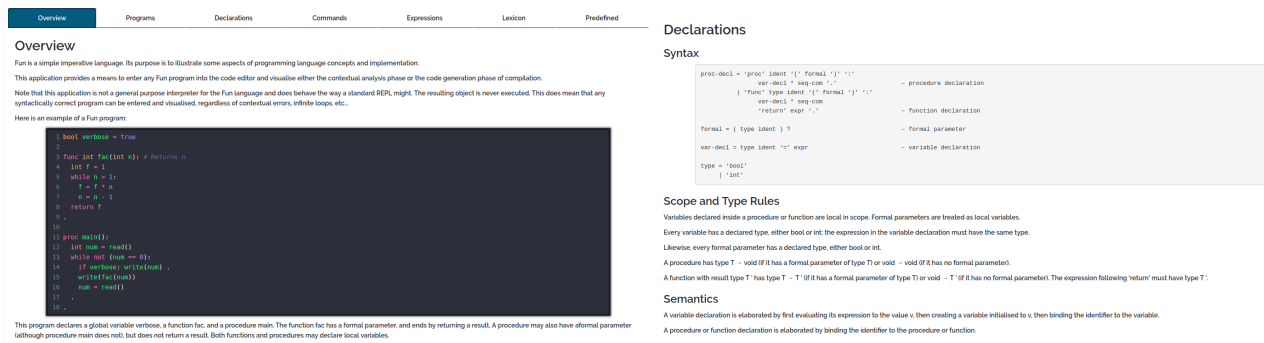 Overview Programs Declarations Commands Expressions Lexicon Predefined
Overview
Fun is a simple imperative language. Its purpose is to illustrate some aspects of programming language concepts and implementation.
This application provides a means to enter any Fun program into the code editor and visualise either the contextual analysis phase or the code generation phase of compilation.
Note that this application is not a general purpose interpreter for the Fun language and does behave the way a standard REPL might. The resulting object is never executed. This does mean that any
syntactically correct program can be entered and visualised, regardless of contextual errors, infinite loops, etc...
Here is an example of a Fun program:
1 bool verbose = true
2
3 func int fac(int n): # Returns n
4 int f = 1
5 while n > 1:
6 f = f * n
7 n = n - 1
8 return f
9 .
10
11 proc main():
12 int num = read()
13 while not (num == 0):
14 if verbose: write(num) .
15 write(fac(num))
16 num = read()
17 .
18 .
This program declares a global variable verbose, a function fac, and a procedure main. The function fac has a formal parameter, and ends by returning a result. A procedure may also have aformal parameter
(although procedure main does not), but does not return a result. Both functions and procedures may declare local variables.
Declarations
Syntax
proc-decl = 'proc' ident '(' formal ')' ':'
var-decl * seq-com '.' – procedure declaration
| 'func' type ident '(' formal ')' ':'
var-decl * seq-com
'return' expr '.' – function declaration
formal = ( type ident ) ? – formal parameter
var-decl = type ident '=' expr – variable declaration
type = 'bool'
| 'int'
Scope and Type Rules
Variables declared inside a procedure or function are local in scope. Formal parameters are treated as local variables.
Every variable has a declared type, either bool or int; the expression in the variable declaration must have the same type.
Likewise, every formal parameter has a declared type, either bool or int.
A procedure has type T → void (if it has a formal parameter of type T) or void → void (if it has no formal parameter).
A function with result type T ' has type T → T ' (if it has a formal parameter of type T) or void → T ' (if it has no formal parameter). The expression following 'return' must have type T '.
Semantics
A variable declaration is elaborated by first evaluating its expression to the value v, then creating a variable initialised to v, then binding the identifier to the variable.
A procedure or function declaration is elaborated by binding the identifier to the procedure or function.